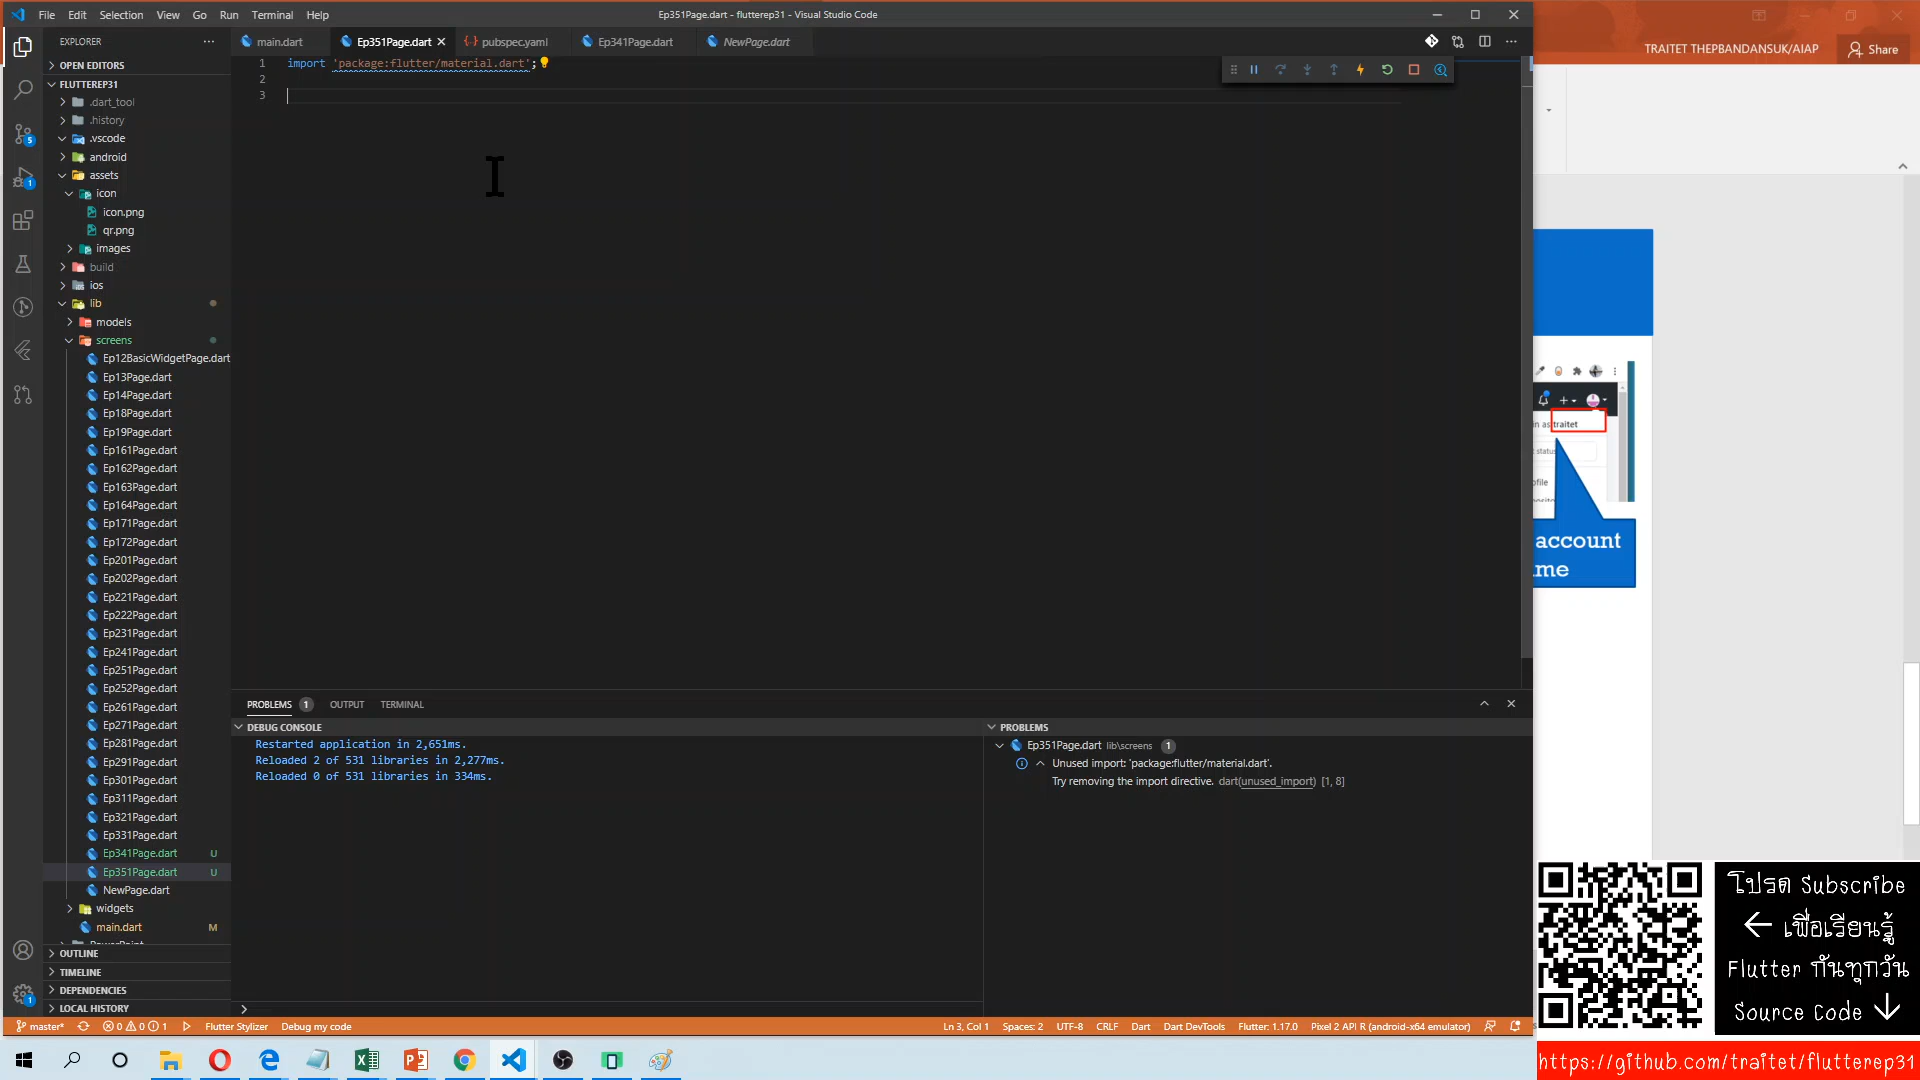 File Edit Selection View Go Run Terminal Help
Ep351Page.dart - flutterep31 - Visual Studio Code
TRAITET THEPBANDANSUK/AIAP
Share
EXPLORER
main.dart
Ep351Page.dart
pubspec.yaml
Ep341Page.dart
NewPage.dart
OPEN EDITORS
FLUTTEREP31
.dart_tool
.history
.vscode
android
assets
icon
icon.png
qr.png
images
build
ios
lib
models
screens
Ep12BasicWidgetPage.dart
Ep13Page.dart
Ep14Page.dart
Ep18Page.dart
Ep19Page.dart
Ep161Page.dart
Ep162Page.dart
Ep163Page.dart
Ep164Page.dart
Ep171Page.dart
Ep172Page.dart
Ep201Page.dart
Ep202Page.dart
Ep221Page.dart
Ep222Page.dart
Ep231Page.dart
Ep241Page.dart
Ep251Page.dart
Ep252Page.dart
Ep261Page.dart
Ep271Page.dart
Ep281Page.dart
Ep291Page.dart
Ep301Page.dart
Ep311Page.dart
Ep321Page.dart
Ep331Page.dart
Ep341Page.dart U
Ep351Page.dart U
NewPage.dart
widgets
main.dart M
PowerPoint
OUTLINE
TIMELINE
DEPENDENCIES
LOCAL HISTORY
1 import 'package:flutter/material.dart';
2
3
PROBLEMS 1 OUTPUT TERMINAL
DEBUG CONSOLE
Restarted application in 2,651ms.
Reloaded 2 of 531 libraries in 2,277ms.
Reloaded 0 of 531 libraries in 334ms.
PROBLEMS
Ep351Page.dart lib\screens 1
Unused import: 'package:flutter/material.dart'.
Try removing the import directive. dart(unused_import) [1, 8]
in as traitet
t status
ofile
account
me
โปรด Subscribe
← เพื่อเรียนรู้
Flutter กันทุกวัน
Source Code ↓
https://github.com/traitet/flutterep31
master* 0 0 1 Flutter Stylizer Debug my code
Ln 3, Col 1 Spaces: 2 UTF-8 CRLF Dart Dart DevTools Flutter: 1.17.0 Pixel 2 API R (android-x64 emulator)